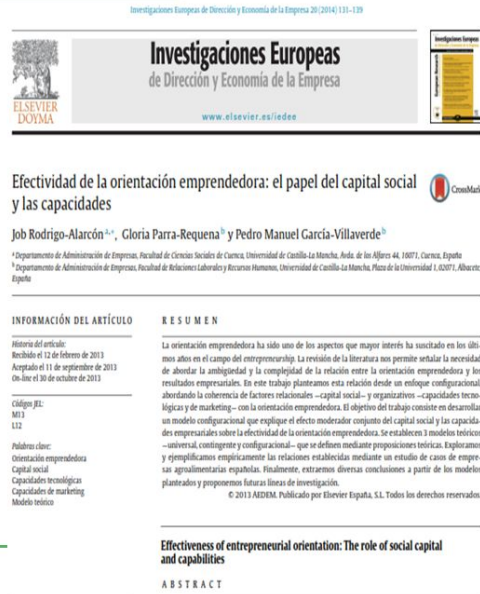 Investigaciones Europeas de Dirección y Economía de la Empresa 20 (2014) 131–139
ELSEVIER
DOYMA
Investigaciones Europeas
de Dirección y Economía de la Empresa
www.elsevier.es/iedee
Investigaciones Europeas
Efectividad de la orientación emprendedora: el papel del capital social
y las capacidades
CrossMark
Job Rodrigo-Alarcón a,*, Gloria Parra-Requena b y Pedro Manuel García-Villaverde b
a Departamento de Administración de Empresas, Facultad de Ciencias Sociales de Cuenca, Universidad de Castilla-La Mancha, Avda. de los Alfares 44, 16071, Cuenca, España
b Departamento de Administración de Empresas, Facultad de Relaciones Laborales y Recursos Humanos, Universidad de Castilla-La Mancha, Plaza de la Universidad 1, 02071, Albacete,
España
INFORMACIÓN DEL ARTÍCULO
Historia del artículo:
Recibido el 12 de febrero de 2013
Aceptado el 11 de septiembre de 2013
On-line el 30 de octubre de 2013
Códigos JEL:
M13
L12
Palabras clave:
Orientación emprendedora
Capital social
Capacidades tecnológicas
Capacidades de marketing
Modelo teórico
RESUMEN
La orientación emprendedora ha sido uno de los aspectos que mayor interés ha suscitado en los últi-
mos años en el campo del entrepreneurship. La revisión de la literatura nos permite señalar la necesidad
de abordar la ambigüedad y la complejidad de la relación entre la orientación emprendedora y los
resultados empresariales. En este trabajo planteamos esta relación desde un enfoque configuracional,
abordando la coherencia de factores relacionales –capital social– y organizativos –capacidades tecno-
lógicas y de marketing– con la orientación emprendedora. El objetivo del trabajo consiste en desarrollar
un modelo configuracional que explique el efecto moderador conjunto del capital social y las capacida-
des empresariales sobre la efectividad de la orientación emprendedora. Se establecen 3 modelos teóricos
–universal, contingente y configuracional– que se definen mediante proposiciones teóricas. Exploramos
y ejemplificamos empíricamente las relaciones establecidas mediante un estudio de casos de empre-
sas agroalimentarias españolas. Finalmente, extraemos diversas conclusiones a partir de los modelos
planteados y proponemos futuras líneas de investigación.
© 2013 AEDEM. Publicado por Elsevier España, S.L. Todos los derechos reservados.
Effectiveness of entrepreneurial orientation: The role of social capital
and capabilities
ABSTRACT